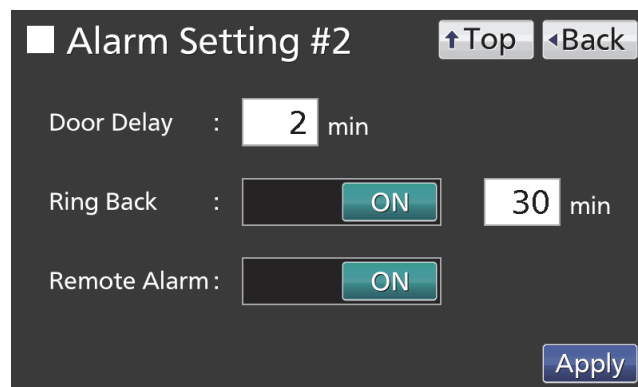 Alarm Setting #2 Top Back
Door Delay : 2 min
Ring Back : ON 30 min
Remote Alarm: ON
Apply